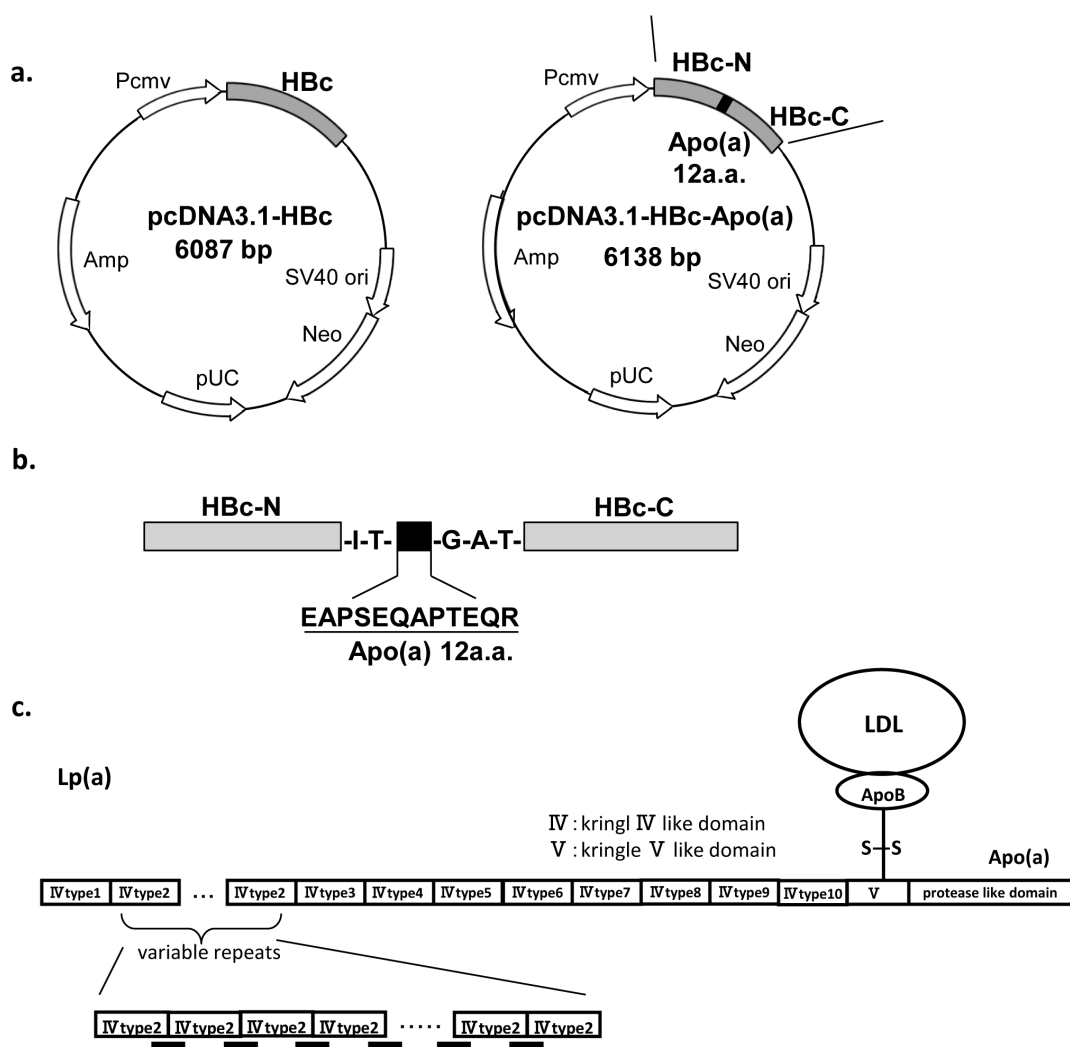 a.
Pcmv
HBc
pcDNA3.1-HBc
6087 bp
Amp
SV40 ori
Neo
pUC
Pcmv
HBc-N
HBc-C
Apo(a)
12a.a.
pcDNA3.1-HBc-Apo(a)
6138 bp
Amp
SV40 ori
Neo
pUC
b.
HBc-N
-I-T-
-G-A-T-
HBc-C
EAPSEQAPTEQR
Apo(a) 12a.a.
c.
Lp(a)
LDL
ApoB
S S
Ⅳ : kringl Ⅳ like domain
Ⅴ : kringle Ⅴ like domain
Apo(a)
Ⅳtype1 Ⅳtype2 ... Ⅳtype2 Ⅳtype3 Ⅳtype4 Ⅳtype5 Ⅳtype6 Ⅳtype7 Ⅳtype8 Ⅳtype9 Ⅳtype10 Ⅴ protease like domain
variable repeats
Ⅳtype2 Ⅳtype2 Ⅳtype2 Ⅳtype2 ..... Ⅳtype2 Ⅳtype2